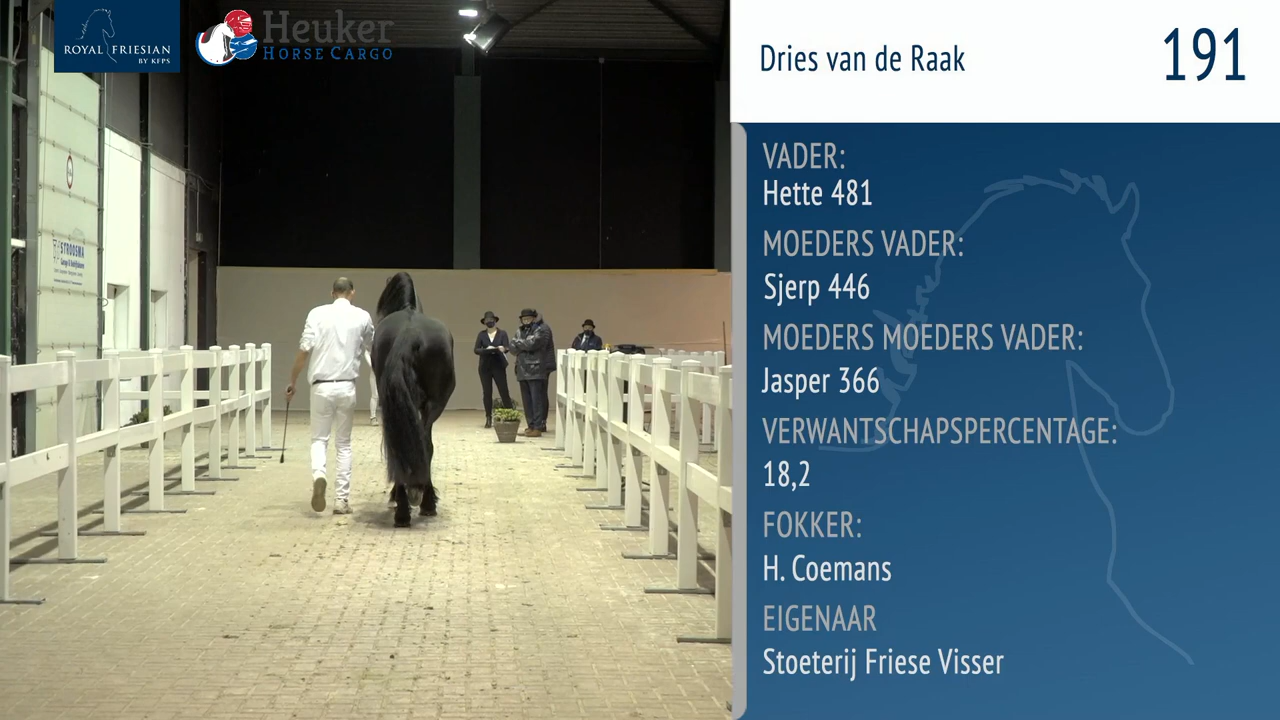 ROYAL FRIESIAN
BY KFPS
Heuker
HORSE CARGO
STROOSMA
Dries van de Raak
191
VADER:
Hette 481
MOEDERS VADER:
Sjerp 446
MOEDERS MOEDERS VADER:
Jasper 366
VERWANTSCHAPSPERCENTAGE:
18,2
FOKKER:
H. Coemans
EIGENAAR
Stoeterij Friese Visser